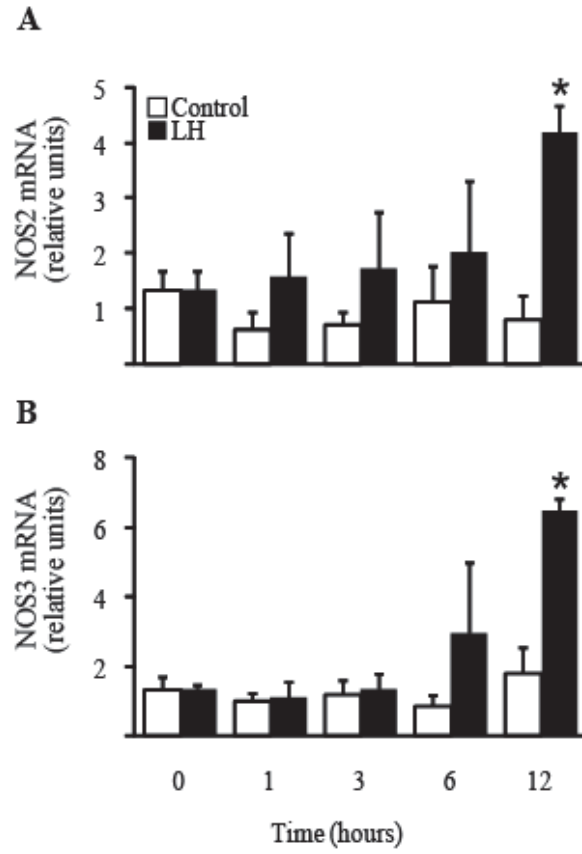 A
NOS2 mRNA
(relative units)
5
4
3
2
1
Control
LH
*
B
NOS3 mRNA
(relative units)
8
6
4
2
*
0 1 3 6 12
Time (hours)